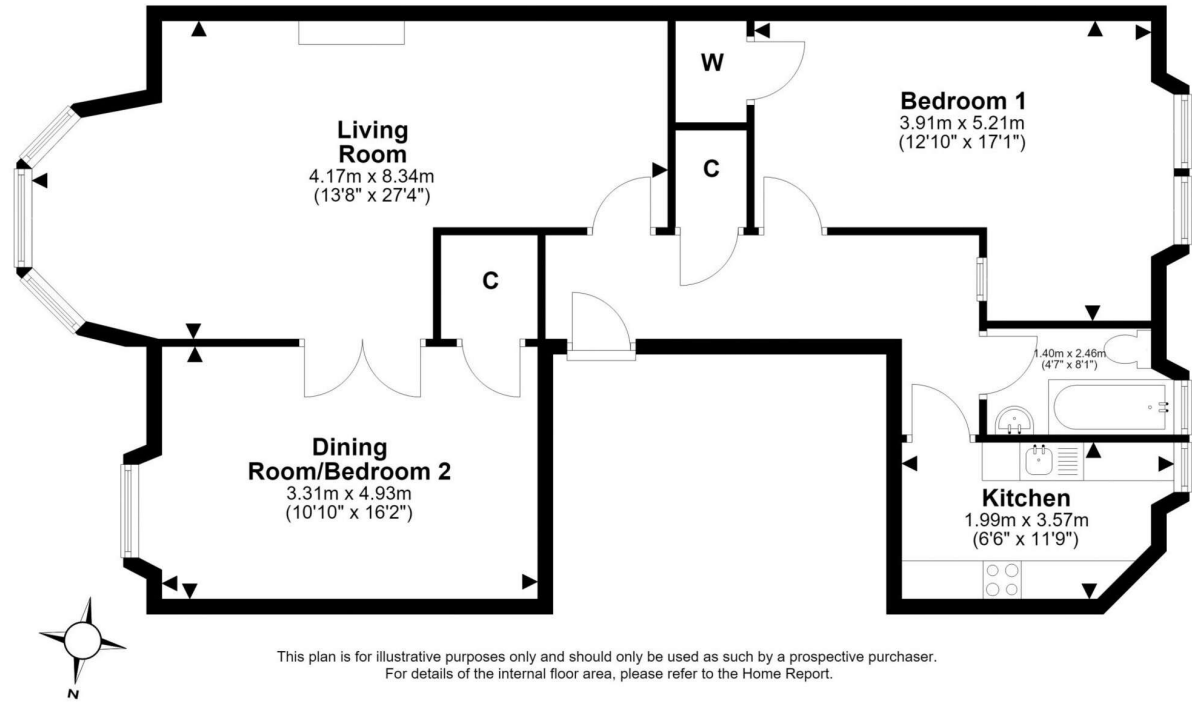 Living
Room
4.17m x 8.34m
(13'8" x 27'4")
W
C
Bedroom 1
3.91m x 5.21m
(12'10" x 17'1")
C
1.40m x 2.46m
(4'7" x 8'1")
Dining
Room/Bedroom 2
3.31m x 4.93m
(10'10" x 16'2")
Kitchen
1.99m x 3.57m
(6'6" x 11'9")
N
This plan is for illustrative purposes only and should only be used as such by a prospective purchaser.
For details of the internal floor area, please refer to the Home Report.